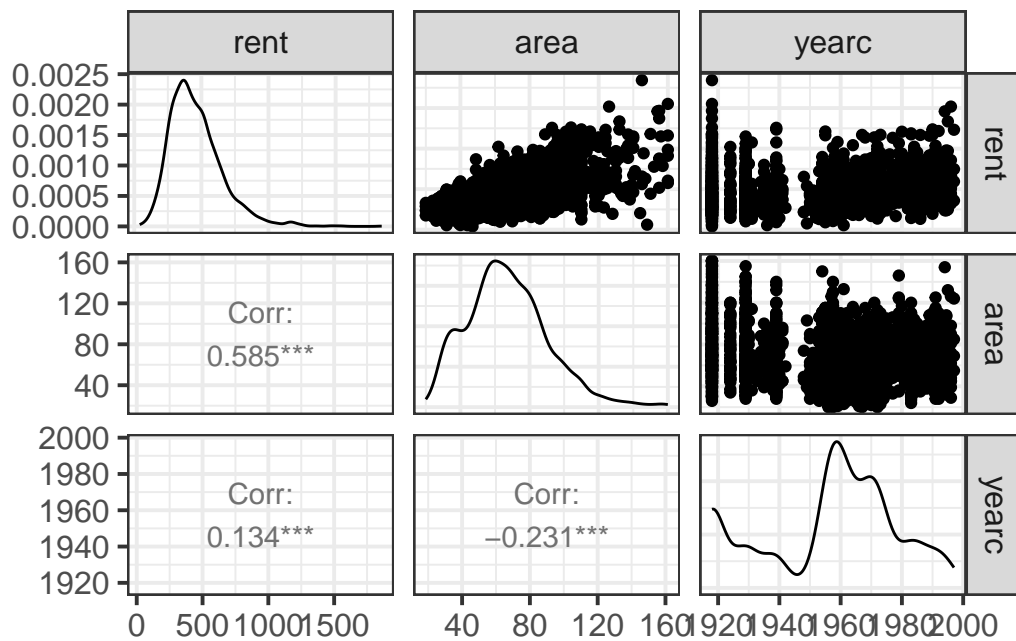 rent area yearc
0.0025
0.0020
0.0015
0.0010
0.0005
0.0000
rent
160
120
80
40
Corr:
0.585***
area
2000
1980
1960
1940
1920
Corr:
0.134***
Corr:
−0.231***
yearc
0 500 1000 1500 40 80 120 160 1920 1940 1960 1980 2000